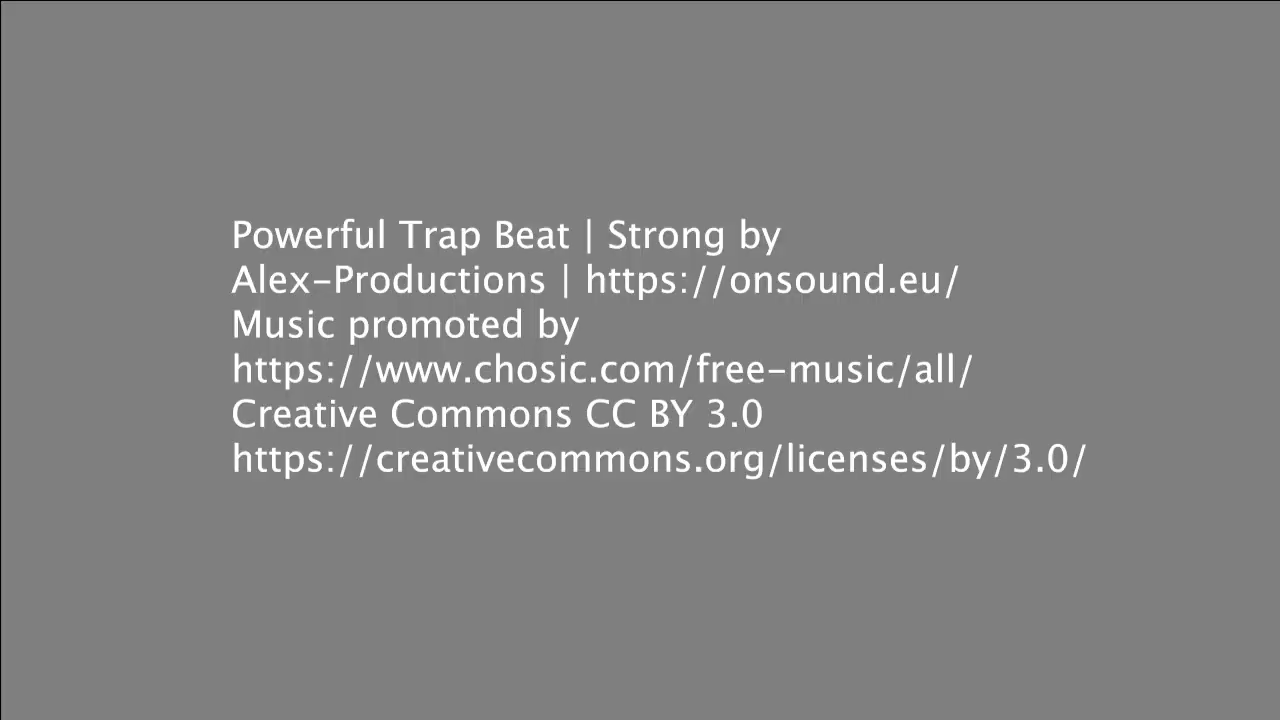 Powerful Trap Beat | Strong by
Alex-Productions | https://onsound.eu/
Music promoted by
https://www.chosic.com/free-music/all/
Creative Commons CC BY 3.0
https://creativecommons.org/licenses/by/3.0/